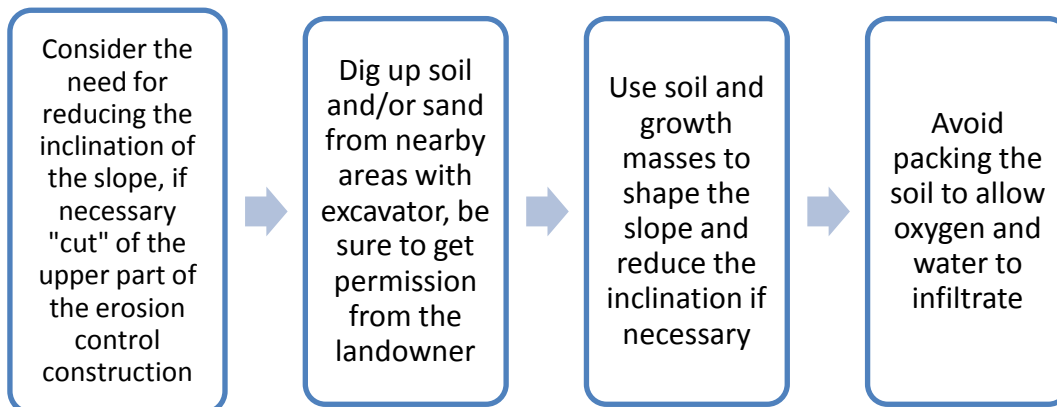 Consider the
need for
reducing the
inclination of
the slope, if
necessary
"cut" of the
upper part of
the erosion
control
construction
Dig up soil
and/or sand
from nearby
areas with
excavator, be
sure to get
permission
from the
landowner
Use soil and
growth
masses to
shape the
slope and
reduce the
inclination if
necessary
Avoid
packing the
soil to allow
oxygen and
water to
infiltrate